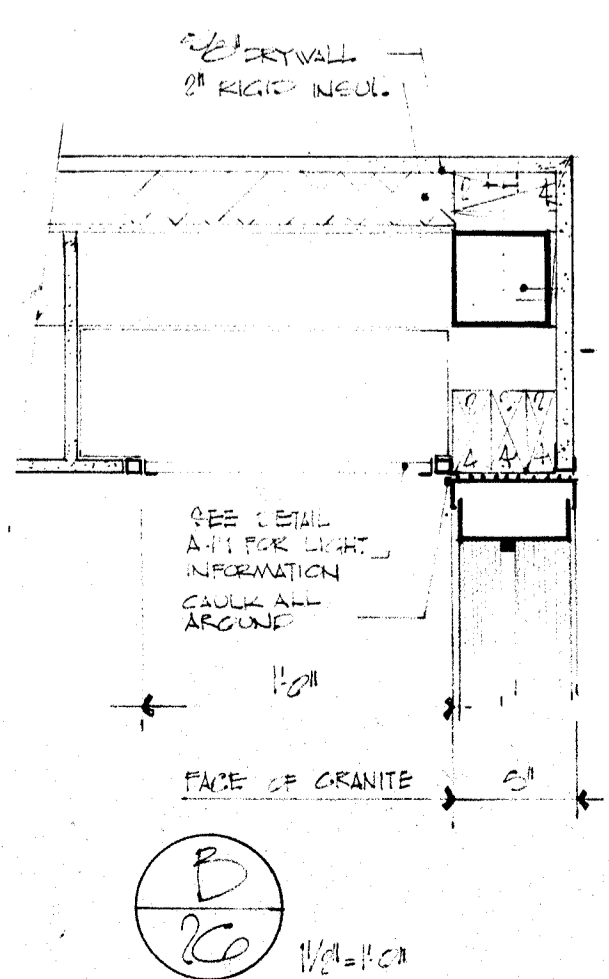 5/8" DRYWALL
2" RIGID INSUL.
SEE DETAIL
FOR LIGHT
INFORMATION
CAULK ALL
AROUND
1'-0"
FACE OF GRANITE 5"
B
26
1 1/2"=1'-0"